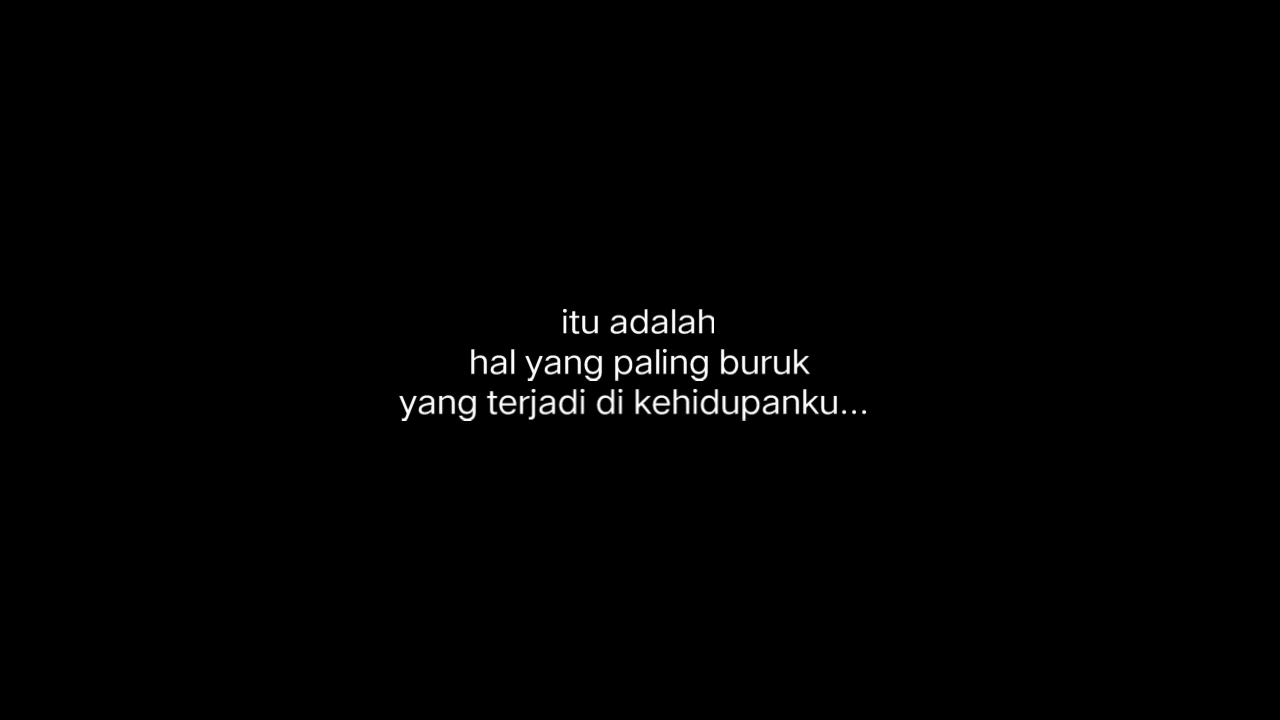 itu adalah
hal yang paling buruk
yang terjadi di kehidupanku...